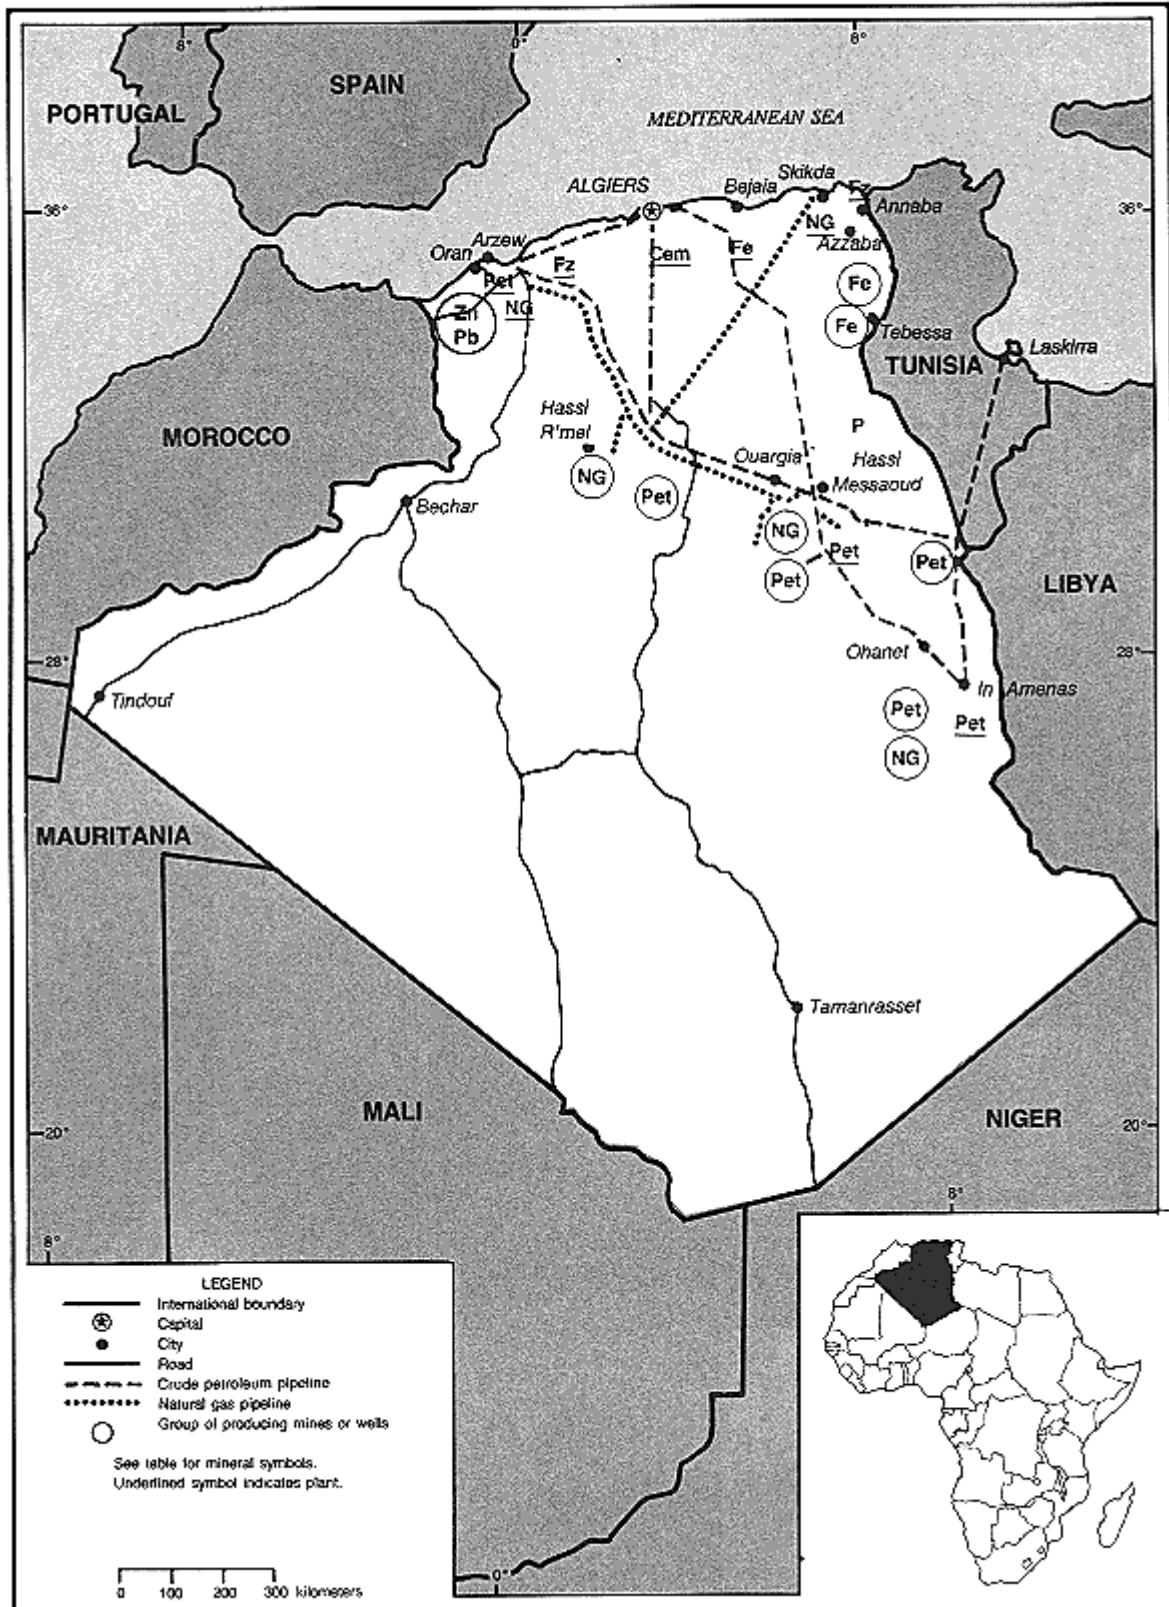 8°
0°
8°
SPAIN
PORTUGAL
MEDITERRANEAN SEA
Skikda
ALGIERS
Bejaia
Fz
36°
Annaba
36°
NG
Azzaba
Oran
Arzew
Cem
Fe
Fz
Pet
Fe
NG
Zn
Pb
Fe
Tebessa
TUNISIA
Laskirra
Hassi
R'mel
MOROCCO
P
Ouargia
Hassi
Messaoud
NG
Pet
Bechar
NG
Pet
Pet
Pet
LIBYA
Ohanet
28°
28°
In Amenas
Tindouf
Pet
Pet
NG
MAURITANIA
Tamanrasset
MALI
NIGER
20°
20°
8°
8°
LEGEND
International boundary
Capital
City
Road
Crude petroleum pipeline
Natural gas pipeline
Group of producing mines or wells
See table for mineral symbols.
Underlined symbol indicates plant.
0 100 200 300 kilometers
0°